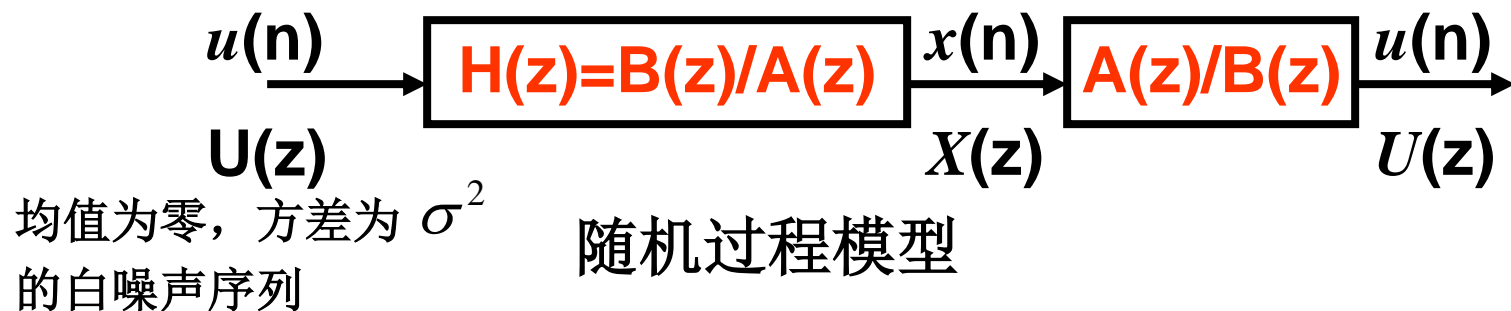 u(n) H(z)=B(z)/A(z) x(n) A(z)/B(z) u(n)
U(z) X(z) U(z)
均值为零，方差为 σ²
的白噪声序列
随机过程模型